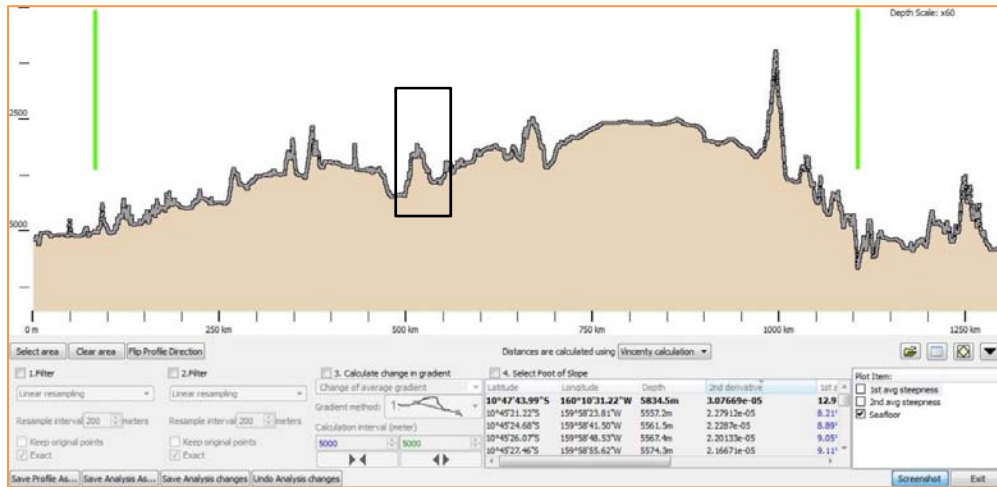 Depth Scale: x60
2500
5000
0 m 250 km 500 km 750 km 1000 km 1250 km
Select area Clear area Flip Profile Direction Distances are calculated using Vincenty calculation
1.Filter 2.Filter 3. Calculate change in gradient 4. Select Foot of Slope Plot Item:
Linear resampling Linear resampling Change of average gradient Latitude Longitude Depth 2nd derivative 1st
1st avg steepness
10°47'43.99"S 160°10'31.22"W 5834.5m 3.07669e-05 12.9
2nd avg steepness
Gradient method: 1 10°45'21.22"S 159°58'23.81"W 5557.2m 2.27912e-05 8.21°
Seafloor
Resample interval 200 meters Resample interval 200 meters 10°45'24.68"S 159°58'41.50"W 5561.5m 2.2287e-05 8.89°
Calculation interval (meter) 10°45'26.07"S 159°58'48.53"W 5567.4m 2.20133e-05 9.05°
Keep original points Keep original points 5000 5000 10°45'27.46"S 159°58'55.62"W 5574.3m 2.16671e-05 9.11°
Exact Exact
Save Profile As... Save Analysis As... Save Analysis changes Undo Analysis changes Screenshot Exit